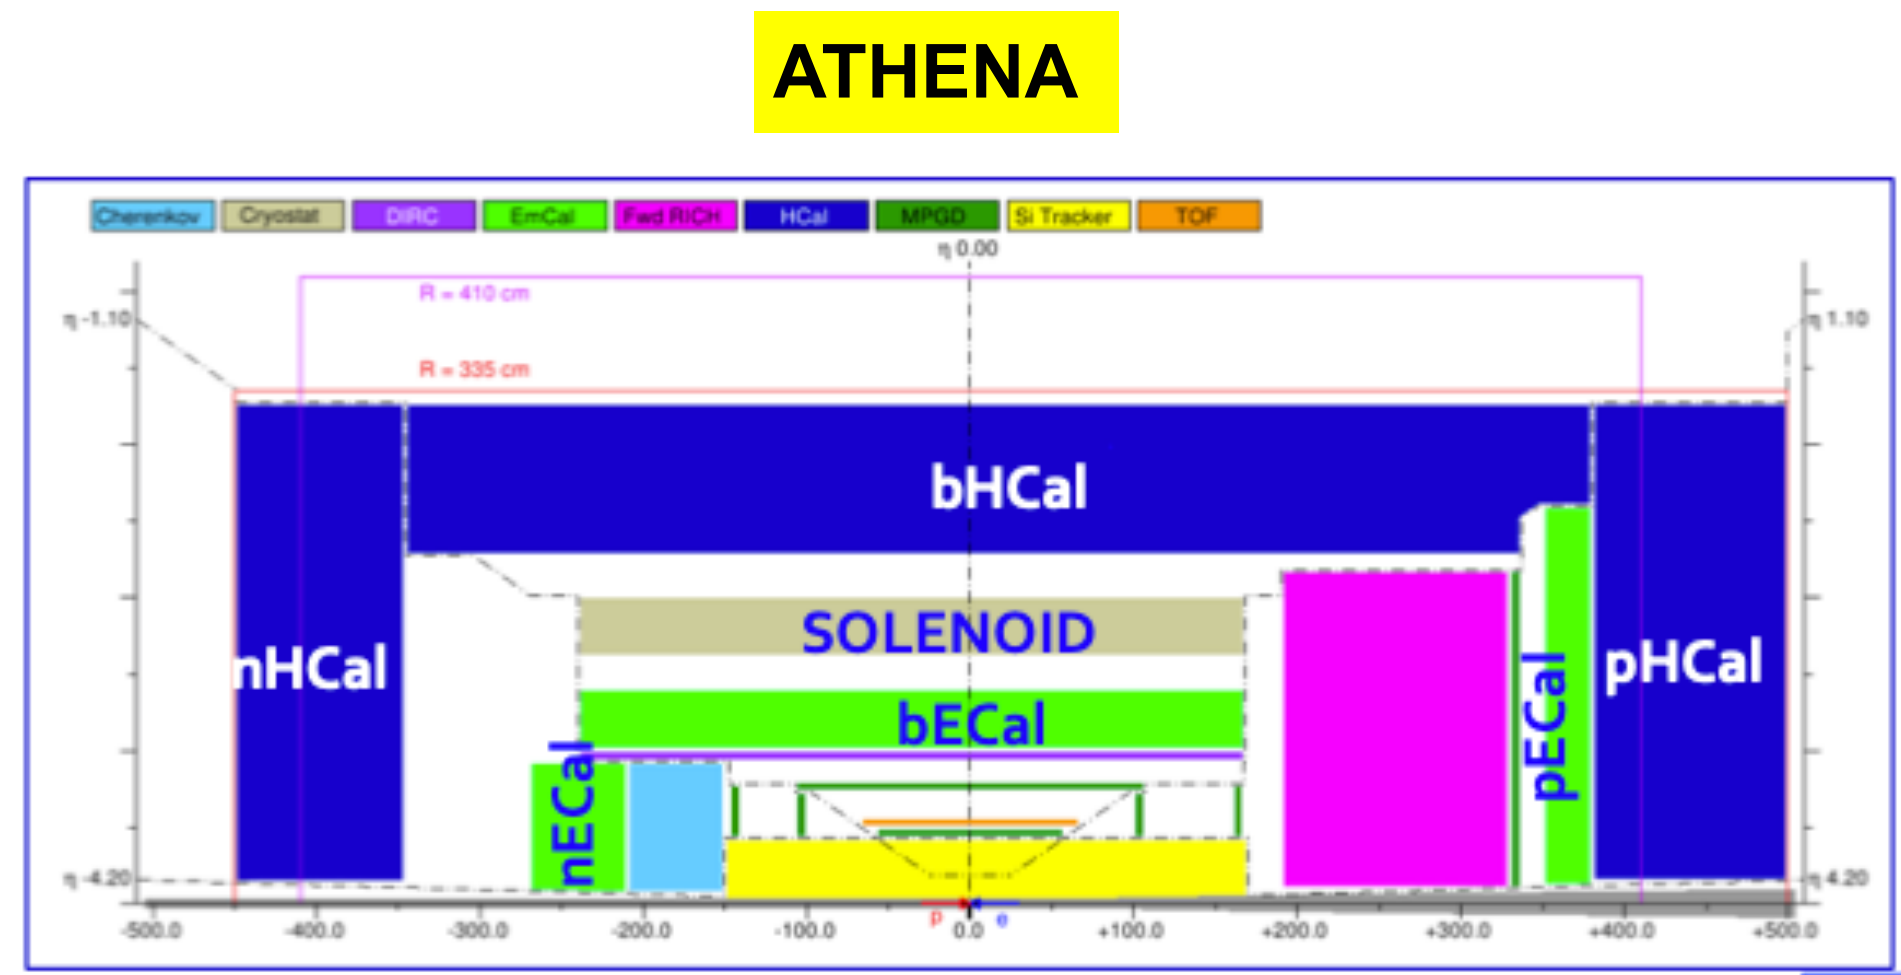 ATHENA
Cherenkov Cryostat DIRC EmCal Fwd RICH HCal MPGD Si Tracker TOF
η 0.00
R = 410 cm
η -1.10
η 1.10
R = 335 cm
bHCal
SOLENOID
nHCal
pHCal
bECal
pECal
nECal
η -4.20
η 4.20
p
e
-500.0 -400.0 -300.0 -200.0 -100.0 0.0 +100.0 +200.0 +300.0 +400.0 +500.0